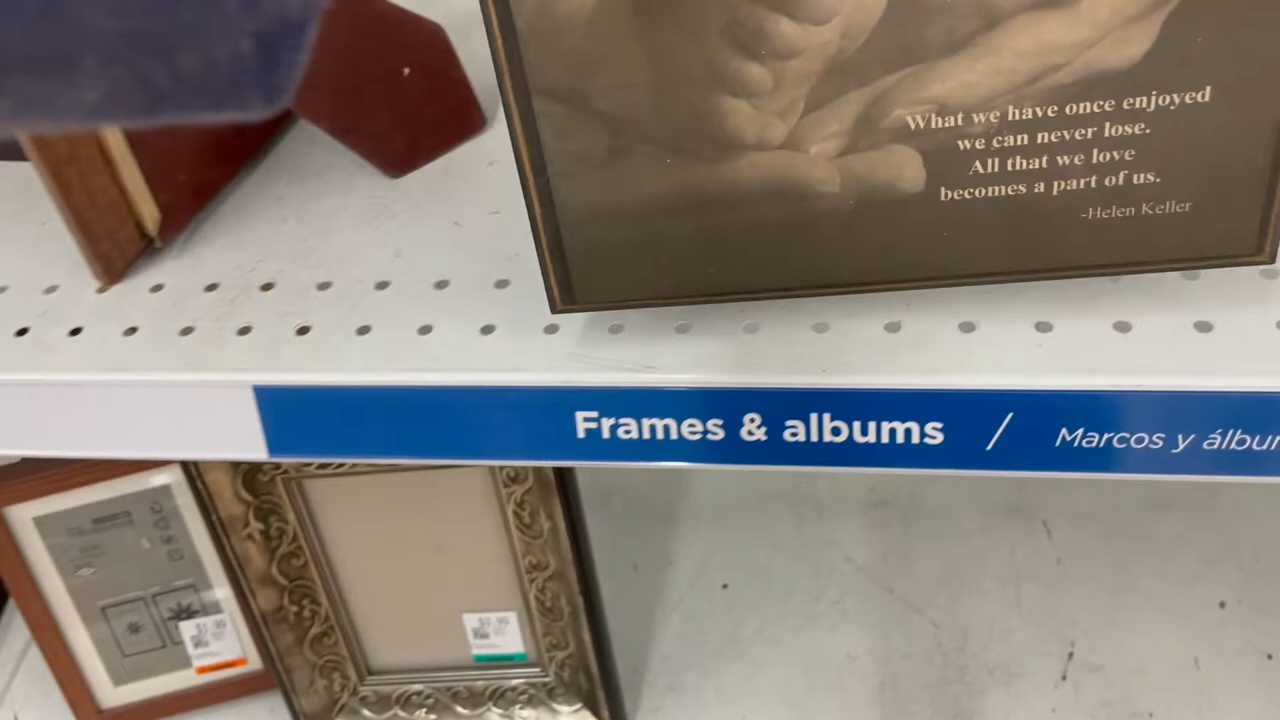 What we have once enjoyed
we can never lose.
All that we love
becomes a part of us.
-Helen Keller
Frames & albums / Marcos y